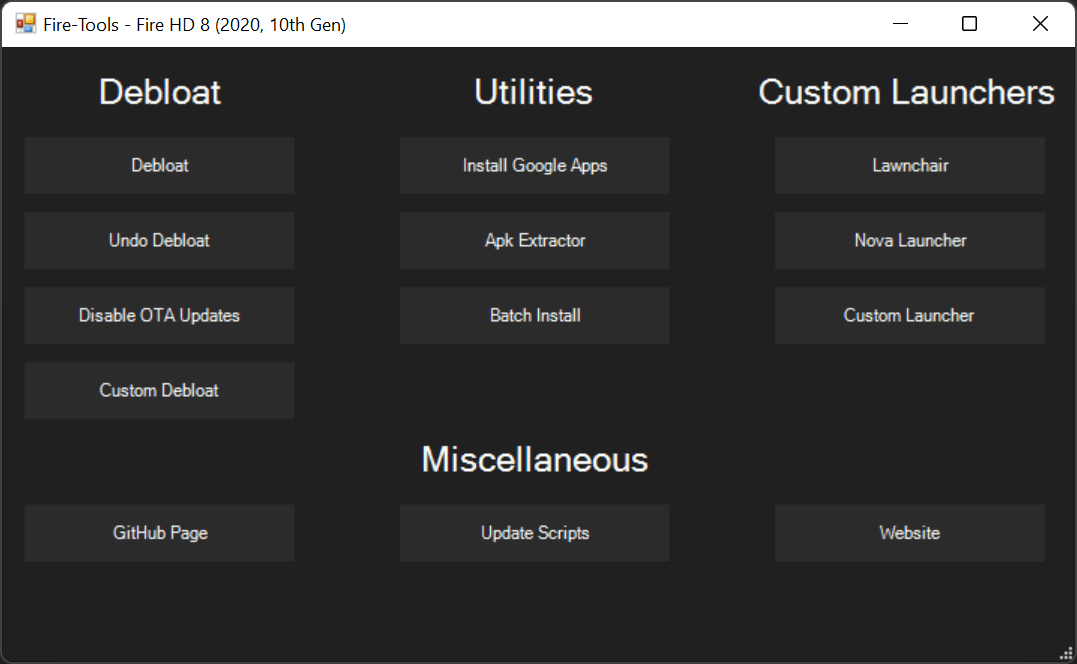 Fire-Tools - Fire HD 8 (2020, 10th Gen)
Debloat
Utilities
Custom Launchers
Debloat
Install Google Apps
Lawnchair
Undo Debloat
Apk Extractor
Nova Launcher
Disable OTA Updates
Batch Install
Custom Launcher
Custom Debloat
Miscellaneous
GitHub Page
Update Scripts
Website